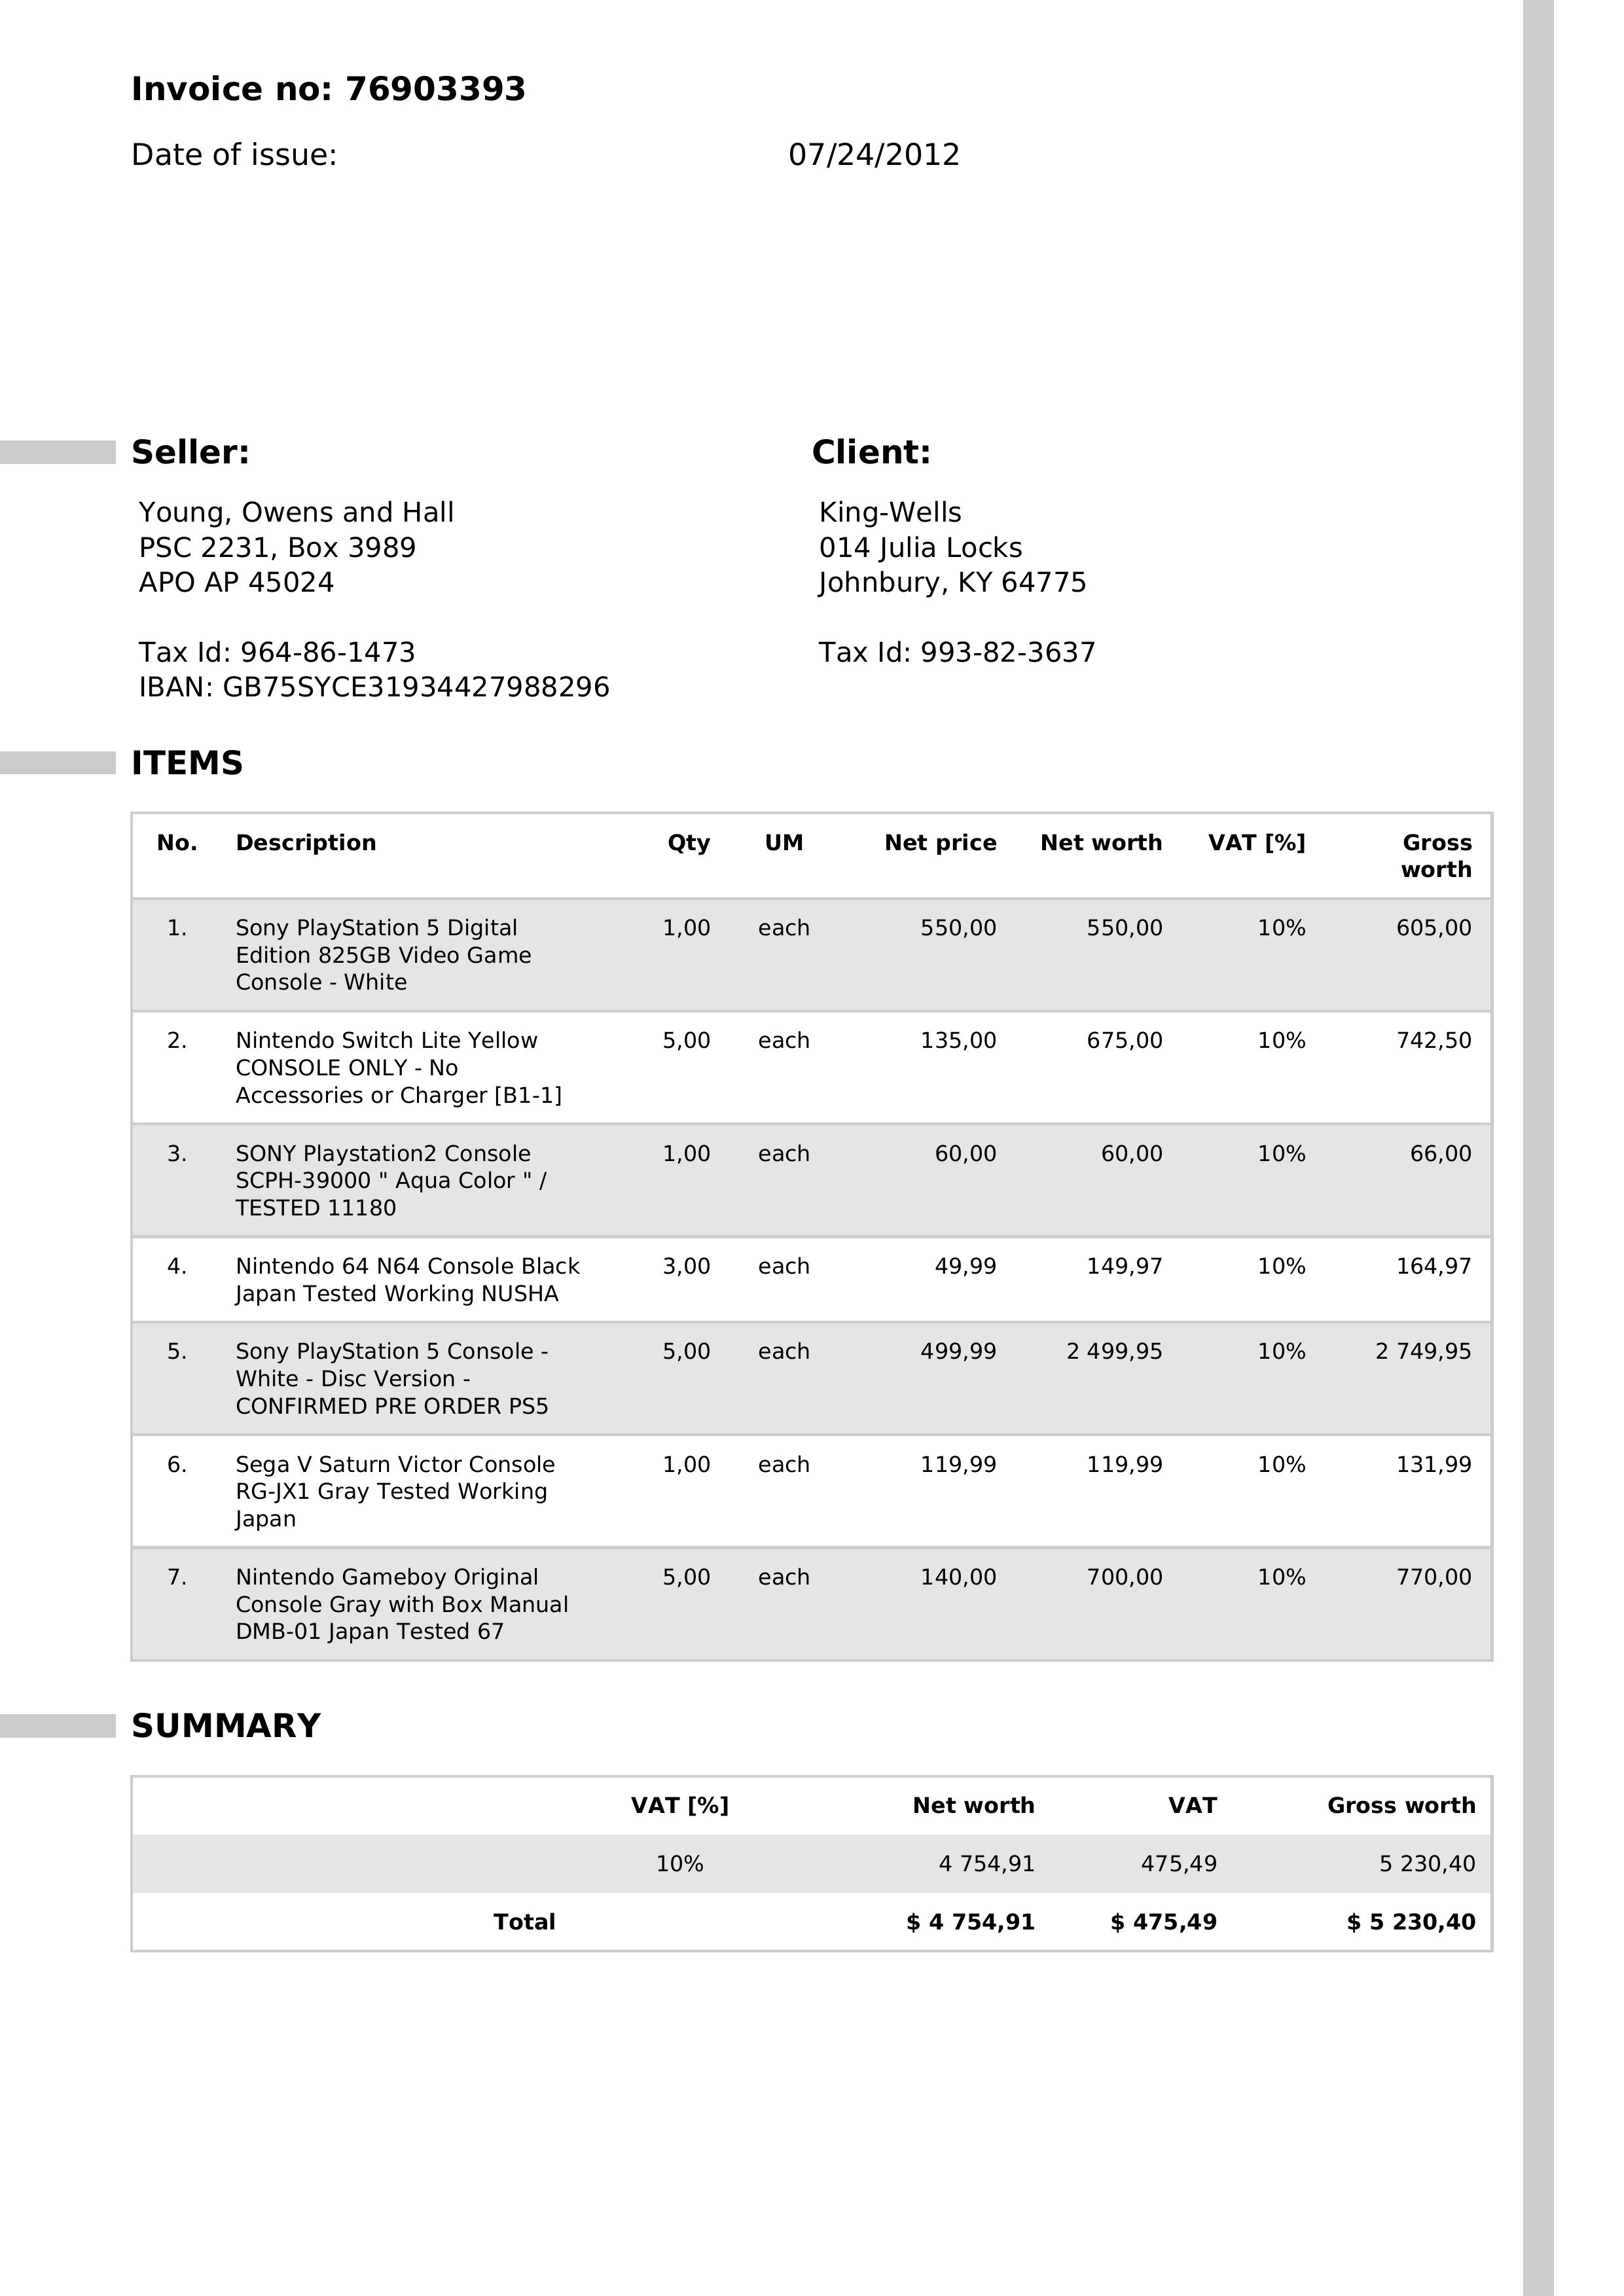 Invoice no: 76903393
Date of issue: 07/24/2012
Seller:
Young, Owens and Hall
PSC 2231, Box 3989
APO AP 45024
Tax Id: 964-86-1473
IBAN: GB75SYCE31934427988296
Client:
King-Wells
014 Julia Locks
Johnbury, KY 64775
Tax Id: 993-82-3637
ITEMS
No. Description Qty UM Net price Net worth VAT [%] Gross
worth
1. Sony PlayStation 5 Digital 1,00 each 550,00 550,00 10% 605,00
Edition 825GB Video Game
Console - White
2. Nintendo Switch Lite Yellow 5,00 each 135,00 675,00 10% 742,50
CONSOLE ONLY - No
Accessories or Charger [B1-1]
3. SONY Playstation2 Console 1,00 each 60,00 60,00 10% 66,00
SCPH-39000 " Aqua Color " /
TESTED 11180
4. Nintendo 64 N64 Console Black 3,00 each 49,99 149,97 10% 164,97
Japan Tested Working NUSHA
5. Sony PlayStation 5 Console - 5,00 each 499,99 2 499,95 10% 2 749,95
White - Disc Version -
CONFIRMED PRE ORDER PS5
6. Sega V Saturn Victor Console 1,00 each 119,99 119,99 10% 131,99
RG-JX1 Gray Tested Working
Japan
7. Nintendo Gameboy Original 5,00 each 140,00 700,00 10% 770,00
Console Gray with Box Manual
DMB-01 Japan Tested 67
SUMMARY
VAT [%] Net worth VAT Gross worth
10% 4 754,91 475,49 5 230,40
Total $ 4 754,91 $ 475,49 $ 5 230,40